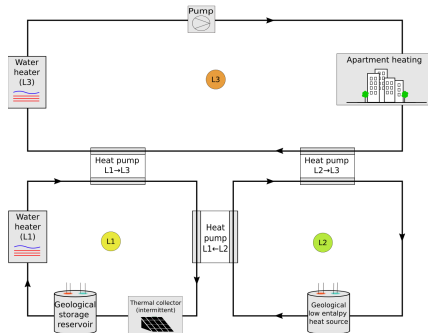 Pump
Water
heater
(L3)
L3
Apartment heating
Heat pump
L1→L3
Heat pump
L2→L3
Water
heater
(L1)
L1
Heat
pump
L1←L2
L2
Geological
storage
reservoir
Thermal collector
(intermittent)
Geological
low entalpy
heat source